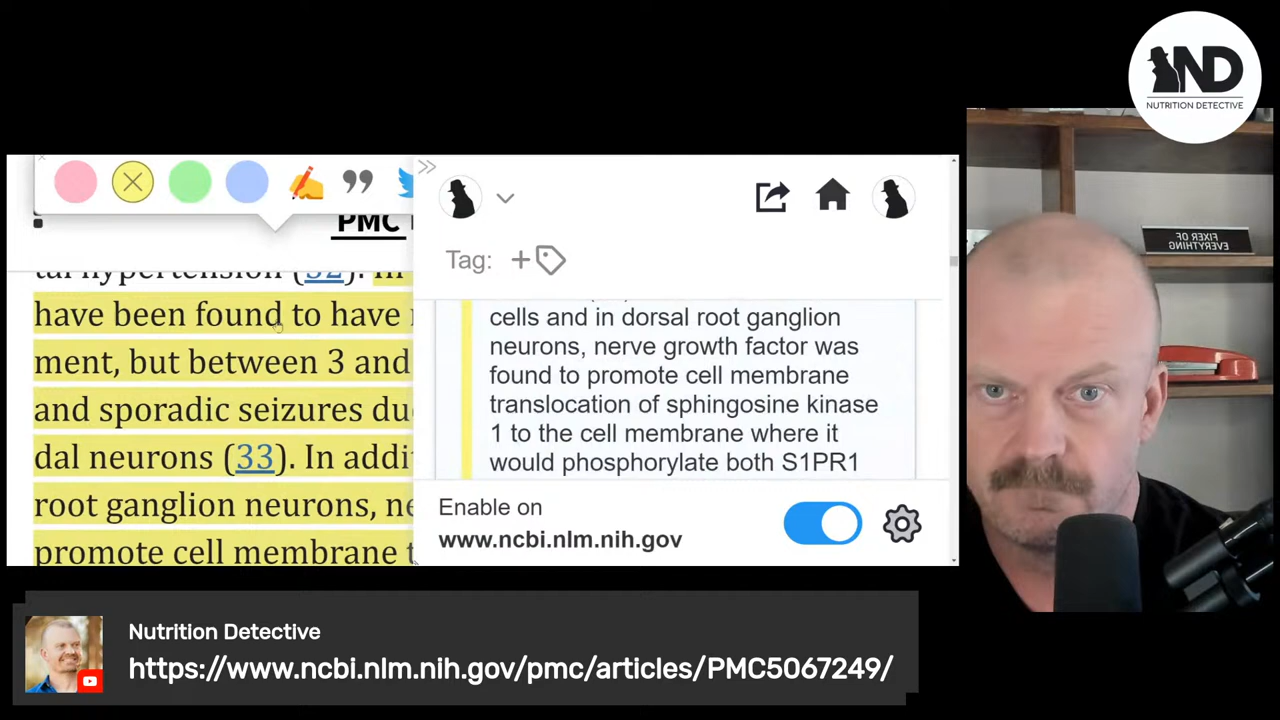 ND
NUTRITION DETECTIVE
PMC
tal hypertension (32). In
have been found to have
ment, but between 3 and
and sporadic seizures du
dal neurons (33). In addi
root ganglion neurons, ne
promote cell membrane t
Tag: +
cells and in dorsal root ganglion
neurons, nerve growth factor was
found to promote cell membrane
translocation of sphingosine kinase
1 to the cell membrane where it
would phosphorylate both S1PR1
Enable on
www.ncbi.nlm.nih.gov
FIXER OF
EVERYTHING
Nutrition Detective
https://www.ncbi.nlm.nih.gov/pmc/articles/PMC5067249/